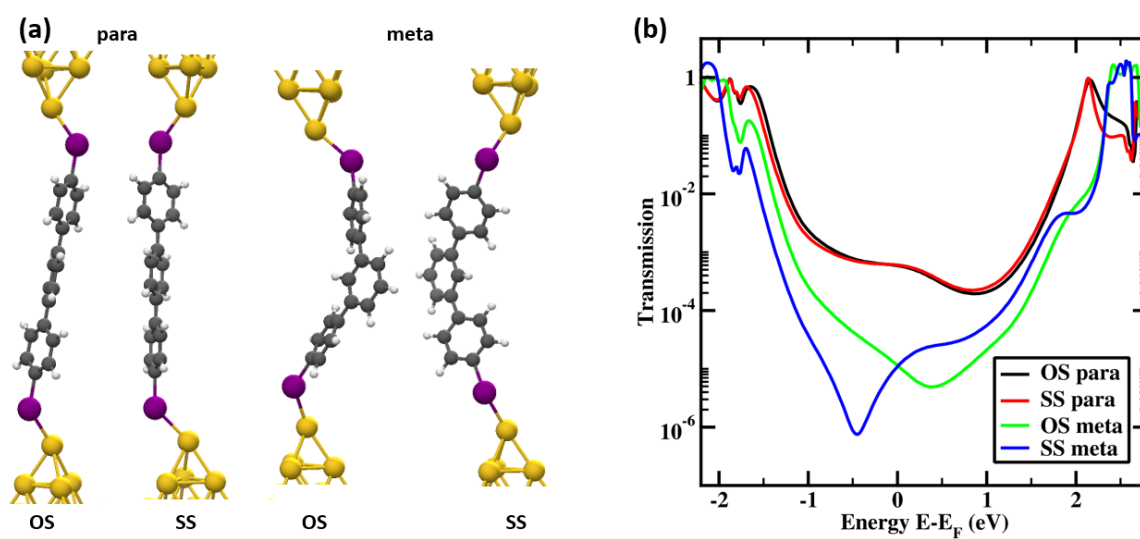 (a)
para
meta
OS
SS
OS
SS
(b)
Transmission
1
10^-2
10^-4
10^-6
-2
-1
0
1
2
Energy E-E_F (eV)
OS para
SS para
OS meta
SS meta